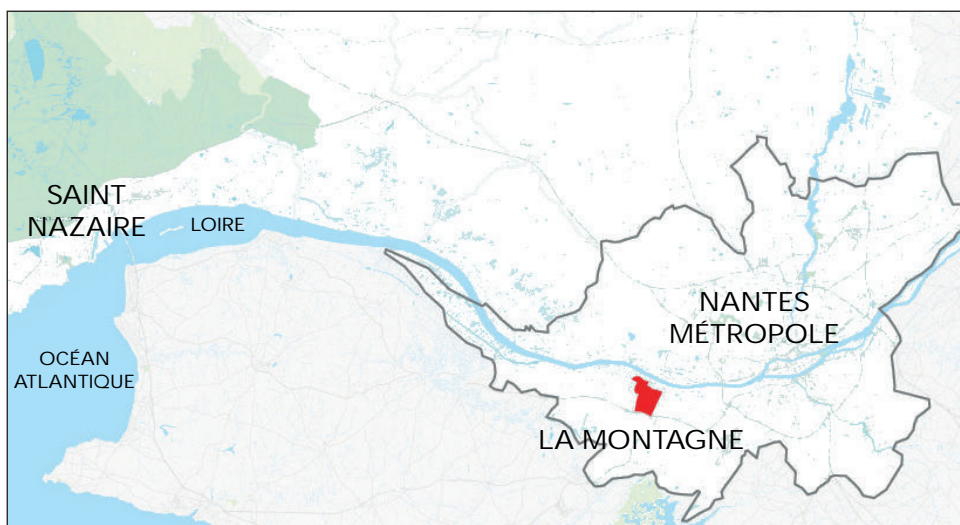 SAINT
NAZAIRE
LOIRE
NANTES
MÉTROPOLE
OCÉAN
ATLANTIQUE
LA MONTAGNE